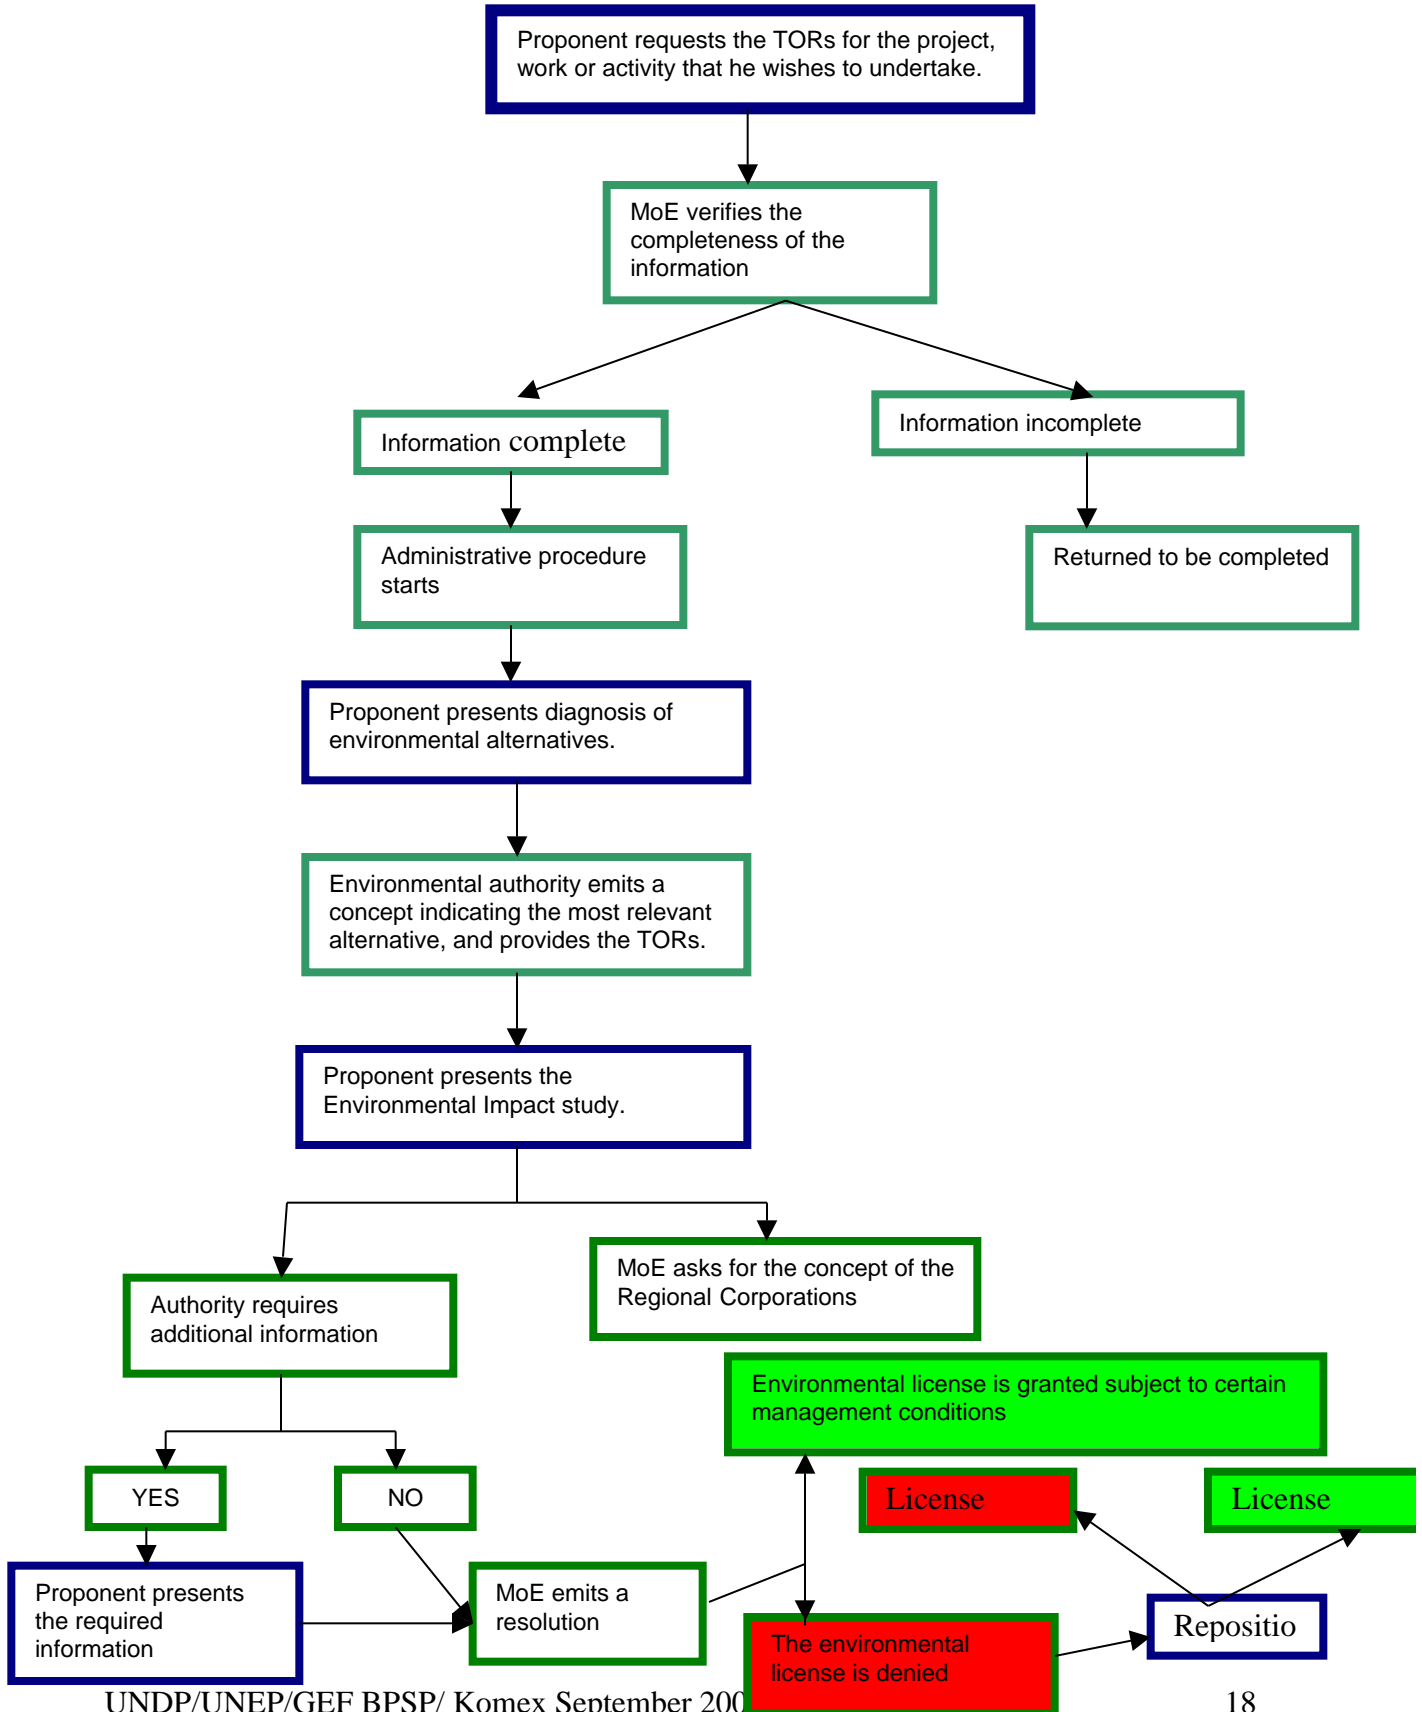 Proponent requests the TORs for the project,
work or activity that he wishes to undertake.
MoE verifies the
completeness of the
information
Information complete
Information incomplete
Administrative procedure
starts
Returned to be completed
Proponent presents diagnosis of
environmental alternatives.
Environmental authority emits a
concept indicating the most relevant
alternative, and provides the TORs.
Proponent presents the
Environmental Impact study.
MoE asks for the concept of the
Regional Corporations
Authority requires
additional information
Environmental license is granted subject to certain
management conditions
YES
NO
License
License
Proponent presents
the required
information
MoE emits a
resolution
The environmental
license is denied
Repositio
UNDP/UNEP/GEF BPSP/ Komex September 200
18